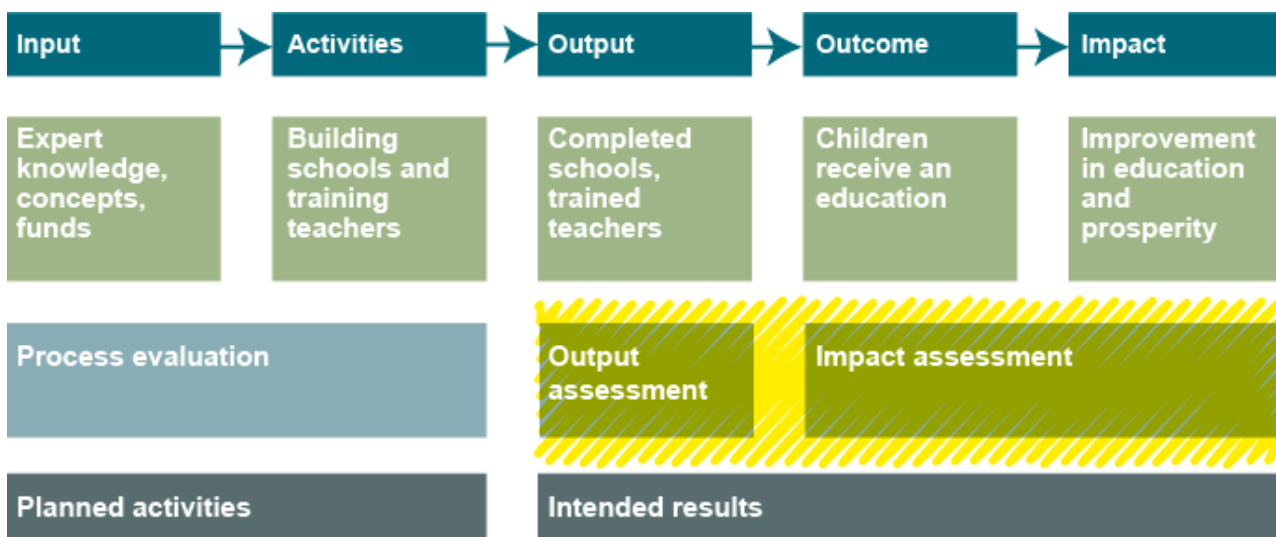 Input
Activities
Output
Outcome
Impact
Expert
knowledge,
concepts,
funds
Building
schools and
training
teachers
Completed
schools,
trained
teachers
Children
receive an
education
Improvement
in education
and
prosperity
Process evaluation
Output
assessment
Impact assessment
Planned activities
Intended results